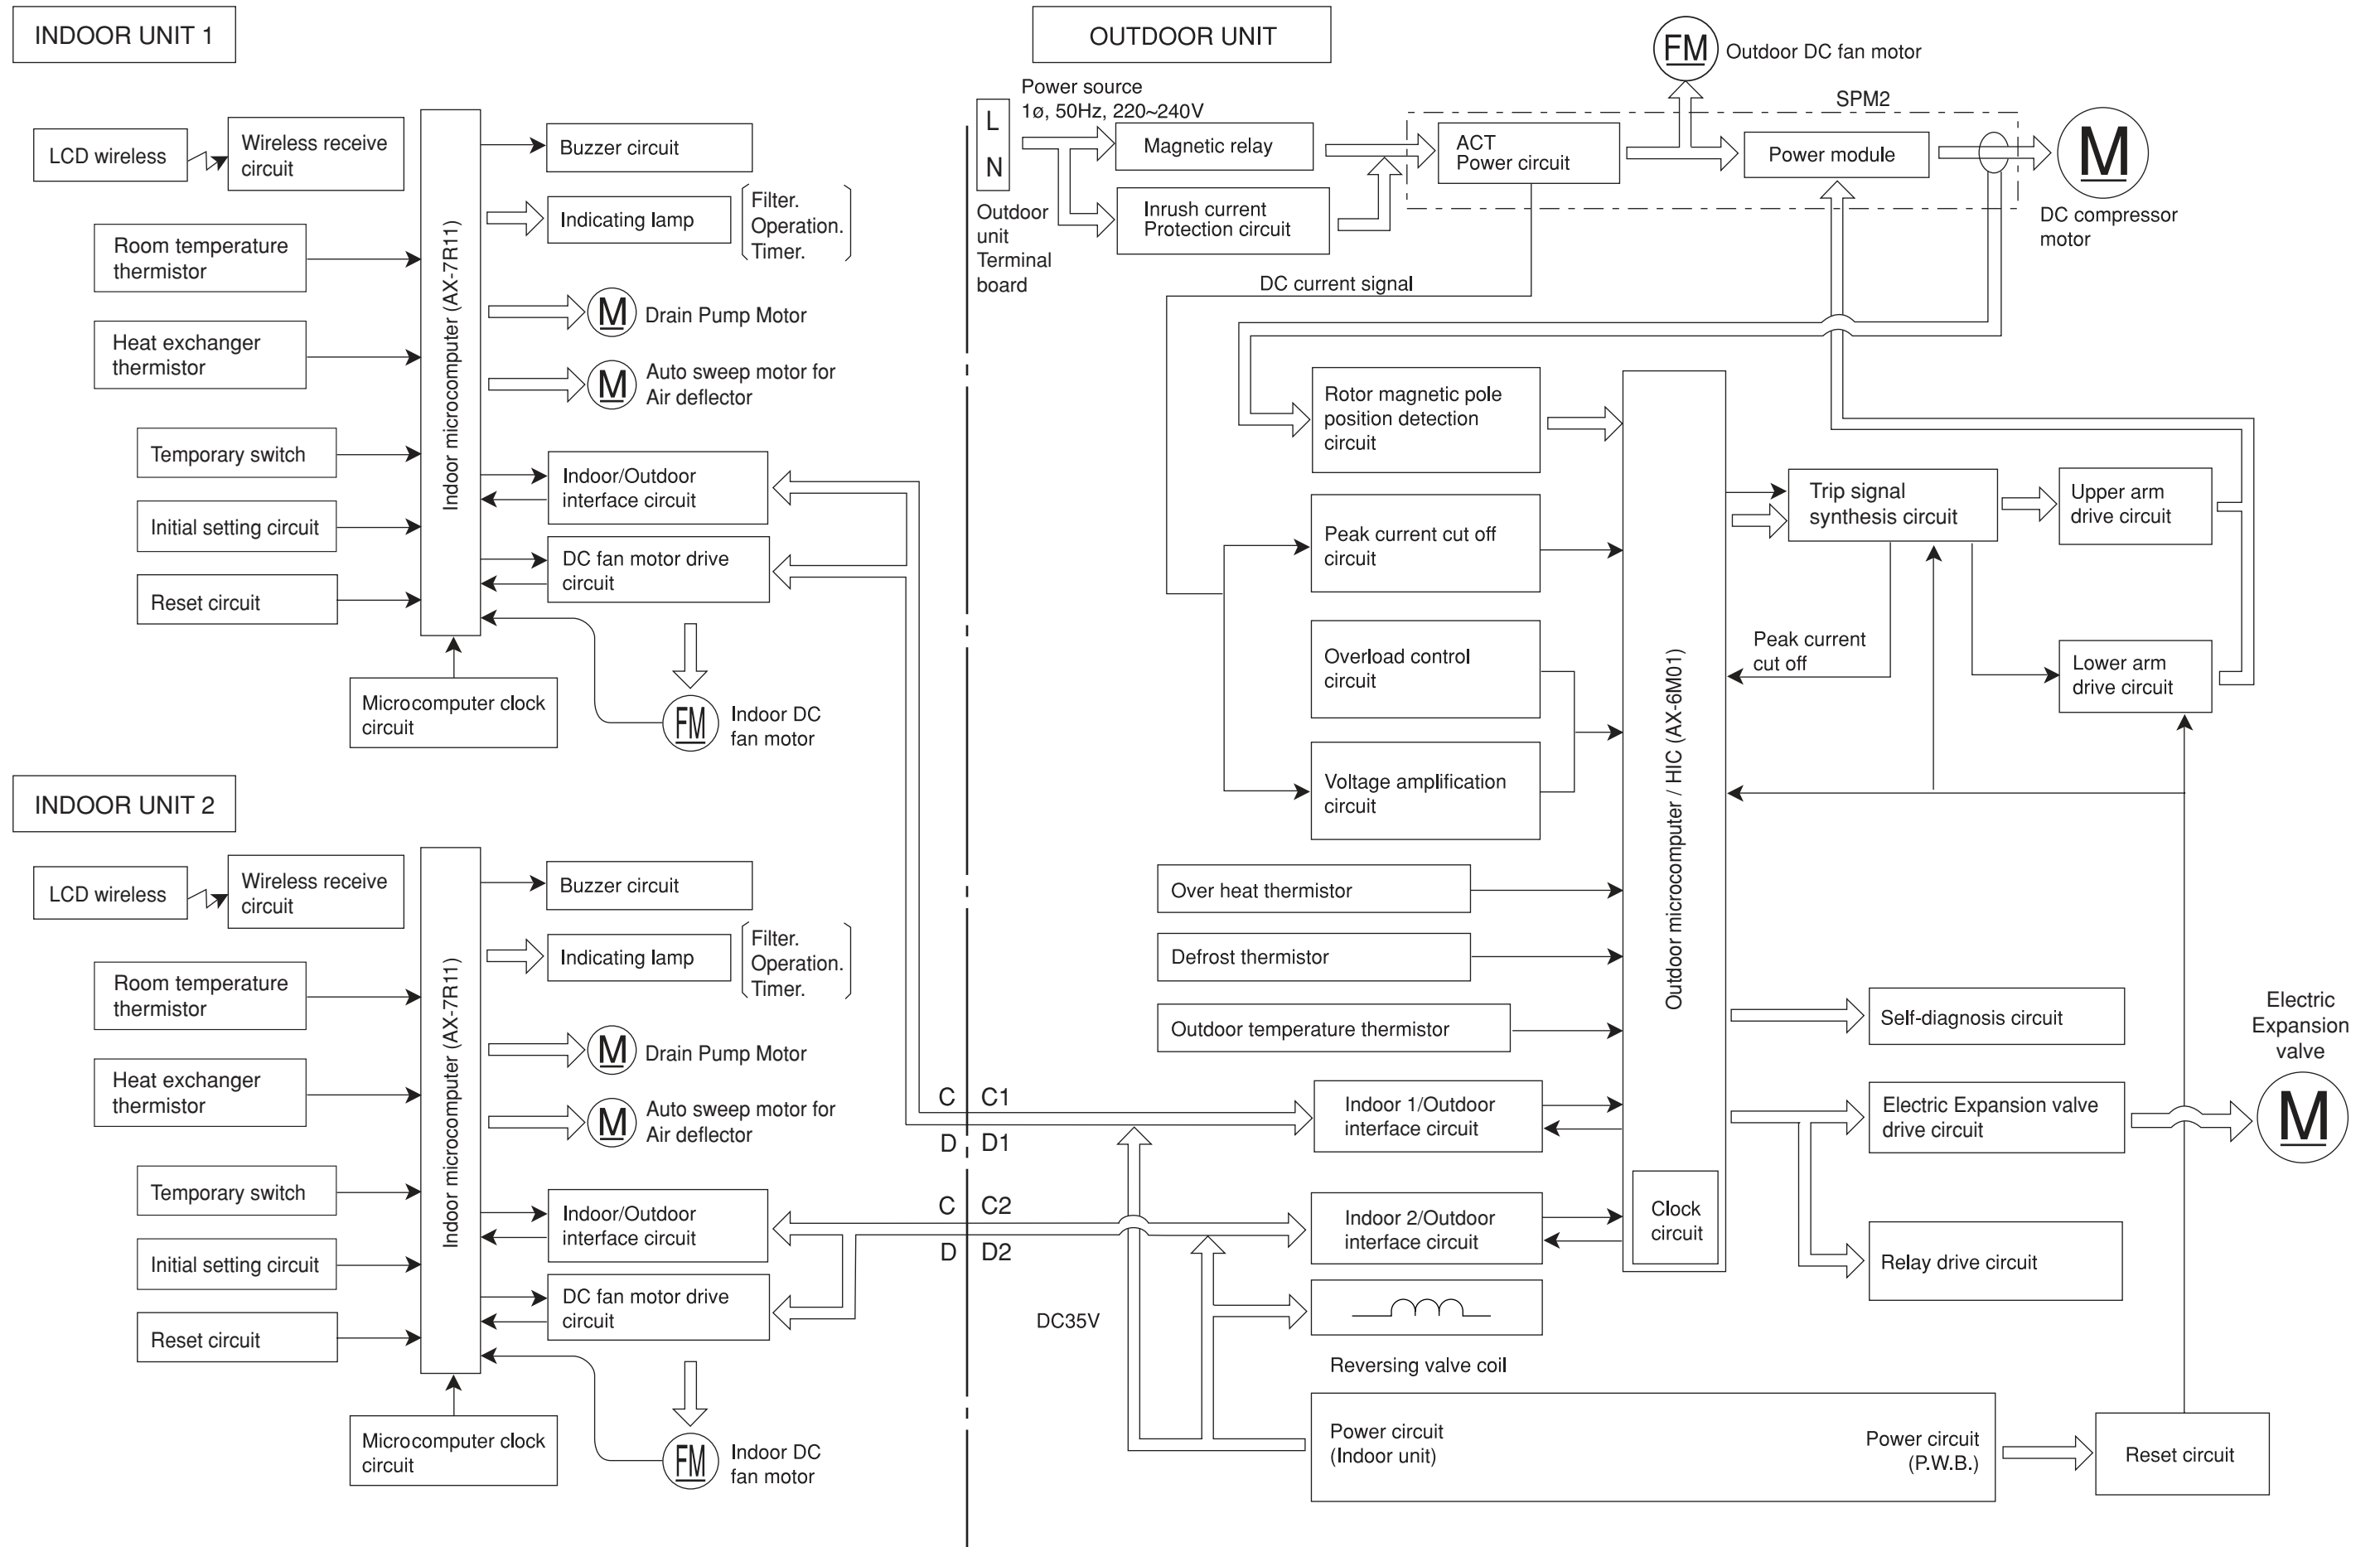 INDOOR UNIT 1
LCD wireless
Wireless receive
circuit
Room temperature
thermistor
Heat exchanger
thermistor
Temporary switch
Initial setting circuit
Reset circuit
Indoor microcomputer (AX-7R11)
Microcomputer clock
circuit
Buzzer circuit
Indicating lamp
Filter.
Operation.
Timer.
M
Drain Pump Motor
M
Auto sweep motor for
Air deflector
Indoor/Outdoor
interface circuit
DC fan motor drive
circuit
FM
Indoor DC
fan motor
INDOOR UNIT 2
LCD wireless
Wireless receive
circuit
Room temperature
thermistor
Heat exchanger
thermistor
Temporary switch
Initial setting circuit
Reset circuit
Indoor microcomputer (AX-7R11)
Microcomputer clock
circuit
Buzzer circuit
Indicating lamp
Filter.
Operation.
Timer.
M
Drain Pump Motor
M
Auto sweep motor for
Air deflector
Indoor/Outdoor
interface circuit
DC fan motor drive
circuit
FM
Indoor DC
fan motor
C C1
D D1
C C2
D D2
OUTDOOR UNIT
Power source
1ø, 50Hz, 220~240V
L
N
Outdoor
unit
Terminal
board
Magnetic relay
Inrush current
Protection circuit
ACT
Power circuit
FM
Outdoor DC fan motor
SPM2
Power module
M
DC compressor
motor
DC current signal
Rotor magnetic pole
position detection
circuit
Peak current cut off
circuit
Overload control
circuit
Voltage amplification
circuit
Over heat thermistor
Defrost thermistor
Outdoor temperature thermistor
Indoor 1/Outdoor
interface circuit
Indoor 2/Outdoor
interface circuit
Outdoor microcomputer / HIC (AX-6M01)
Clock
circuit
Trip signal
synthesis circuit
Upper arm
drive circuit
Peak current
cut off
Lower arm
drive circuit
Self-diagnosis circuit
Electric Expansion valve
drive circuit
Relay drive circuit
Electric
Expansion
valve
M
DC35V
Reversing valve coil
Power circuit
(Indoor unit)
Power circuit
(P.W.B.)
Reset circuit